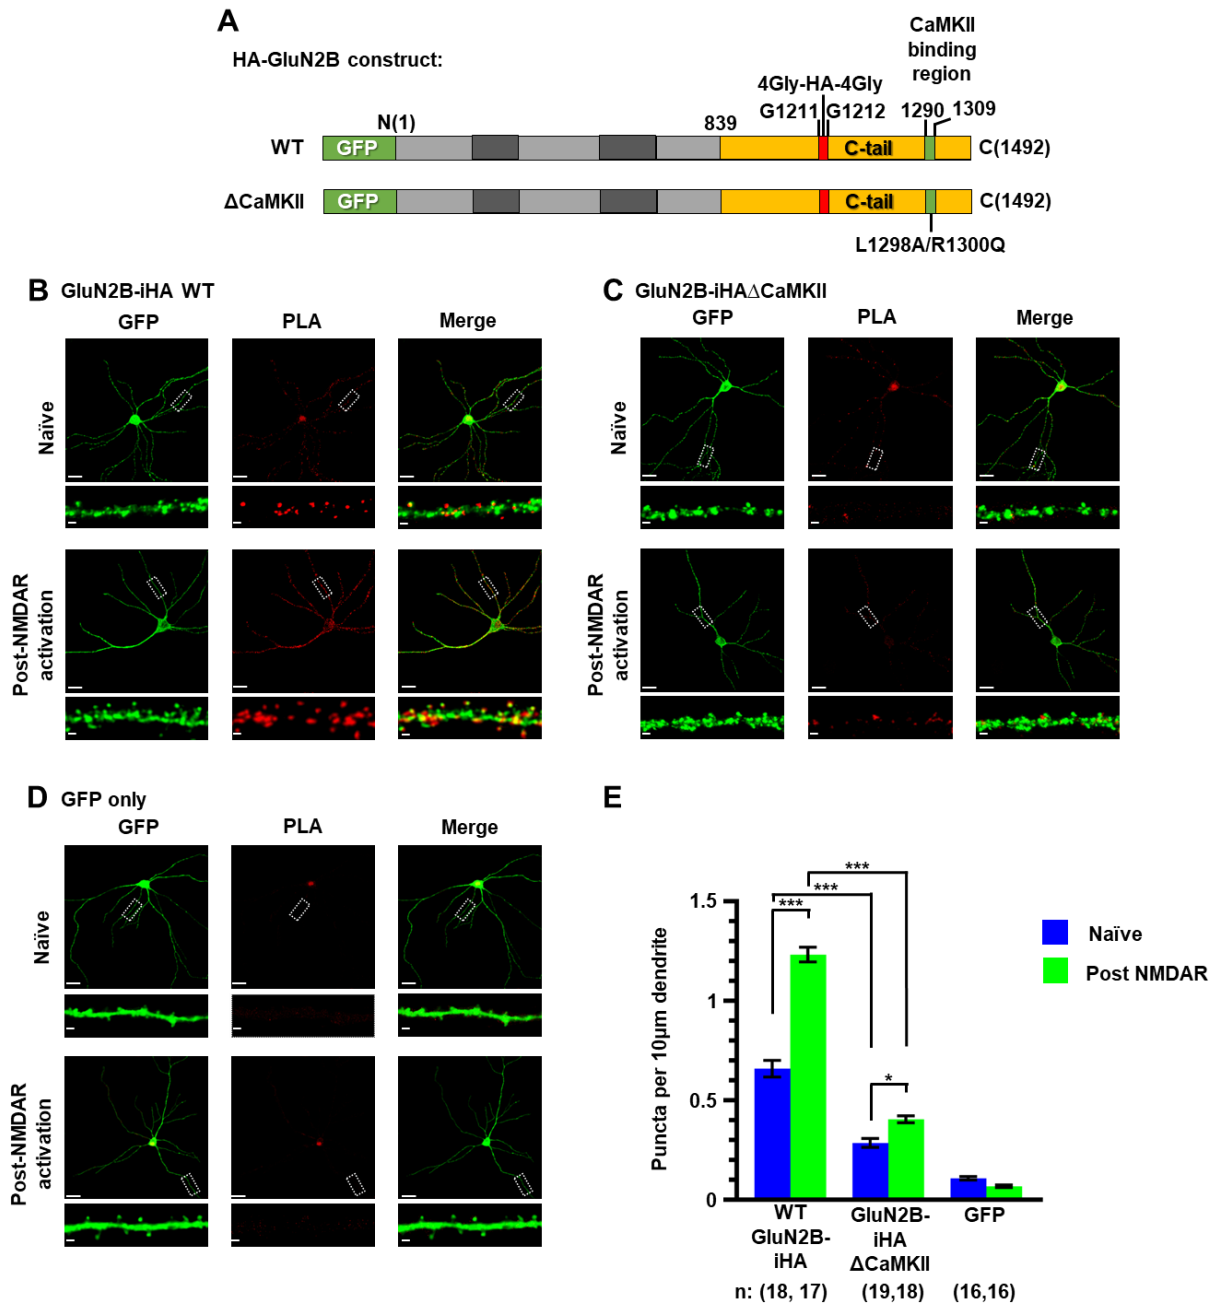 A
HA-GluN2B construct:
CaMKII
binding
region
4Gly-HA-4Gly
G1211 G1212 1290 1309
N(1) 839
WT GFP C-tail C(1492)
ΔCaMKII GFP C-tail C(1492)
L1298A/R1300Q
B GluN2B-iHA WT
GFP PLA Merge
Naïve
Post-NMDAR
activation
C GluN2B-iHAΔCaMKII
GFP PLA Merge
Naïve
Post-NMDAR
activation
D GFP only
GFP PLA Merge
Naïve
Post-NMDAR
activation
E
Puncta per 10μm dendrite
1.5
1
0.5
0
***
***
***
*
Naïve
Post NMDAR
WT
GluN2B-
iHA
GluN2B-
iHA
ΔCaMKII
GFP
n: (18, 17) (19,18) (16,16)